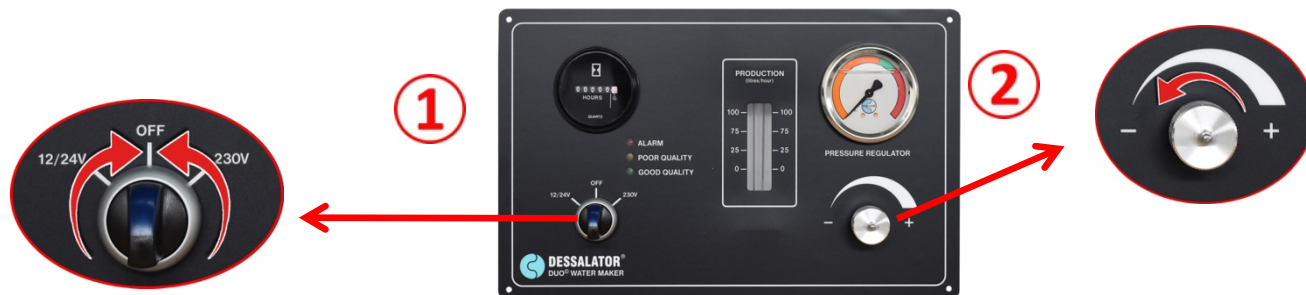 OFF
12/24V 230V
1
HOURS
QUARTZ
ALARM
POOR QUALITY
GOOD QUALITY
OFF
12/24V 230V
DESSALATOR®
DUO© WATER MAKER
PRODUCTION
(litres/hour)
100 100
75 75
25 25
0 0
PRESSURE REGULATOR
- +
2
- +